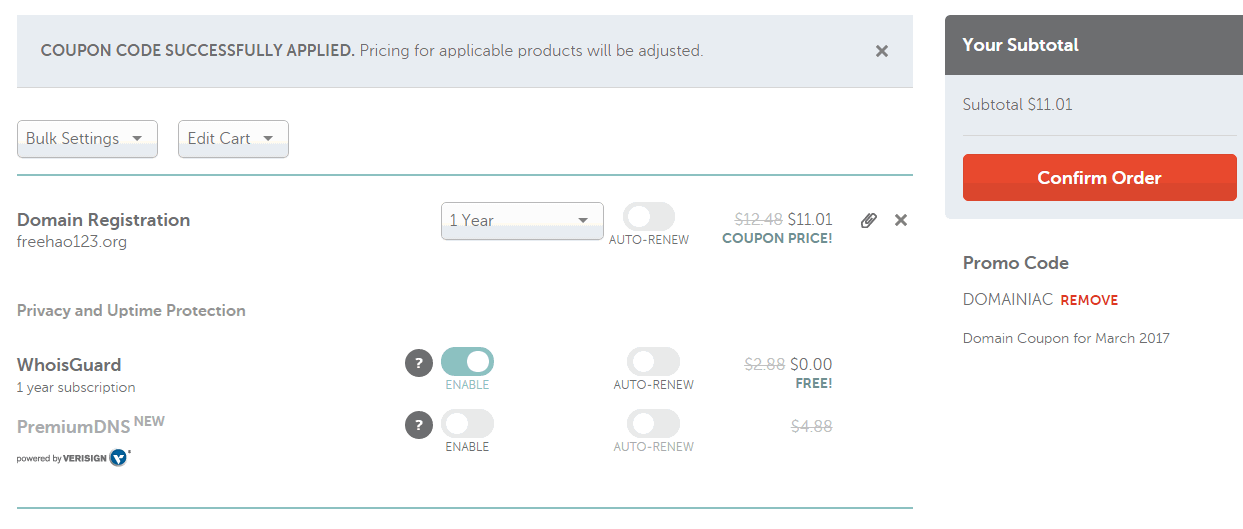 COUPON CODE SUCCESSFULLY APPLIED. Pricing for applicable products will be adjusted.
Bulk Settings
Edit Cart
Domain Registration
freehao123.org
1 Year
AUTO-RENEW
$12.48 $11.01
COUPON PRICE!
Privacy and Uptime Protection
WhoisGuard
1 year subscription
?
ENABLE
AUTO-RENEW
$2.88 $0.00
FREE!
PremiumDNS NEW
powered by VERISIGN
?
ENABLE
AUTO-RENEW
$4.88
Your Subtotal
Subtotal $11.01
Confirm Order
Promo Code
DOMAINIAC REMOVE
Domain Coupon for March 2017